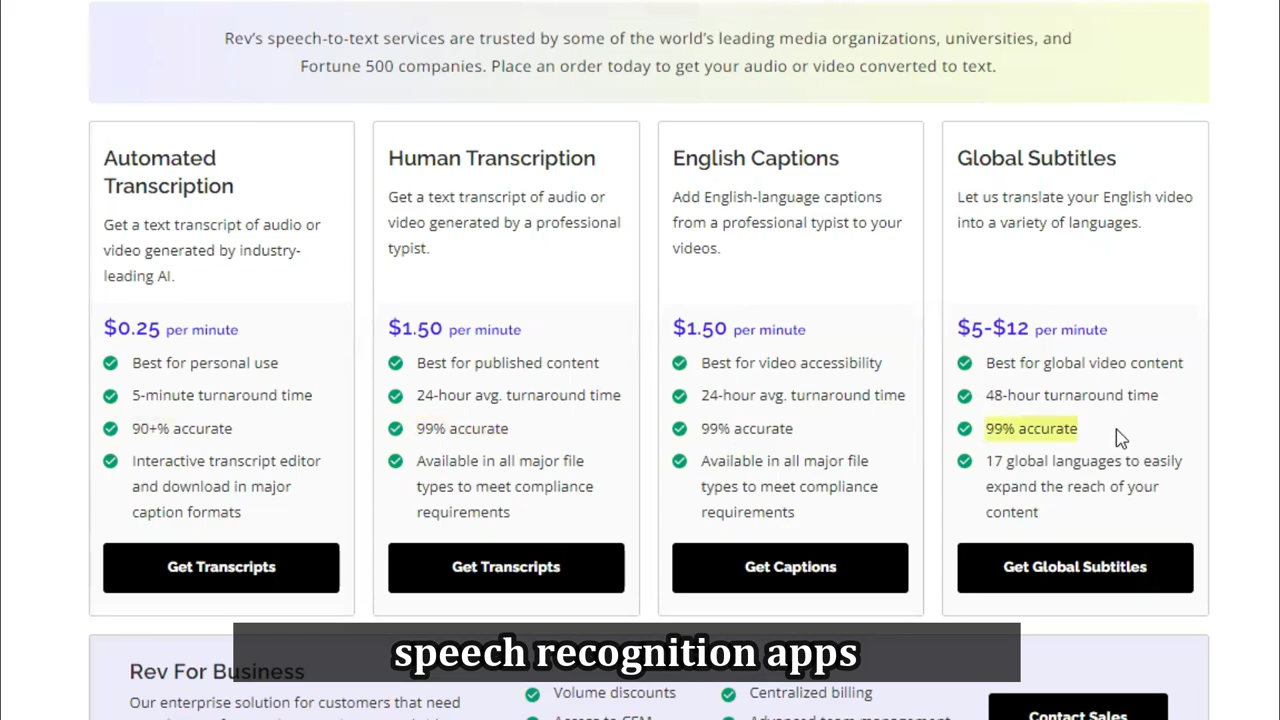 Rev's speech-to-text services are trusted by some of the world's leading media organizations, universities, and
Fortune 500 companies. Place an order today to get your audio or video converted to text.
Automated
Transcription
Get a text transcript of audio or
video generated by industry-
leading AI.
$0.25 per minute
Best for personal use
5-minute turnaround time
90+% accurate
Interactive transcript editor
and download in major
caption formats
Get Transcripts
Human Transcription
Get a text transcript of audio or
video generated by a professional
typist.
$1.50 per minute
Best for published content
24-hour avg. turnaround time
99% accurate
Available in all major file
types to meet compliance
requirements
Get Transcripts
English Captions
Add English-language captions
from a professional typist to your
videos.
$1.50 per minute
Best for video accessibility
24-hour avg. turnaround time
99% accurate
Available in all major file
types to meet compliance
requirements
Get Captions
Global Subtitles
Let us translate your English video
into a variety of languages.
$5-$12 per minute
Best for global video content
48-hour turnaround time
99% accurate
17 global languages to easily
expand the reach of your
content
Get Global Subtitles
speech recognition apps
Rev For Business
Our enterprise solution for customers that need
Volume discounts
Centralized billing
Contact Sales